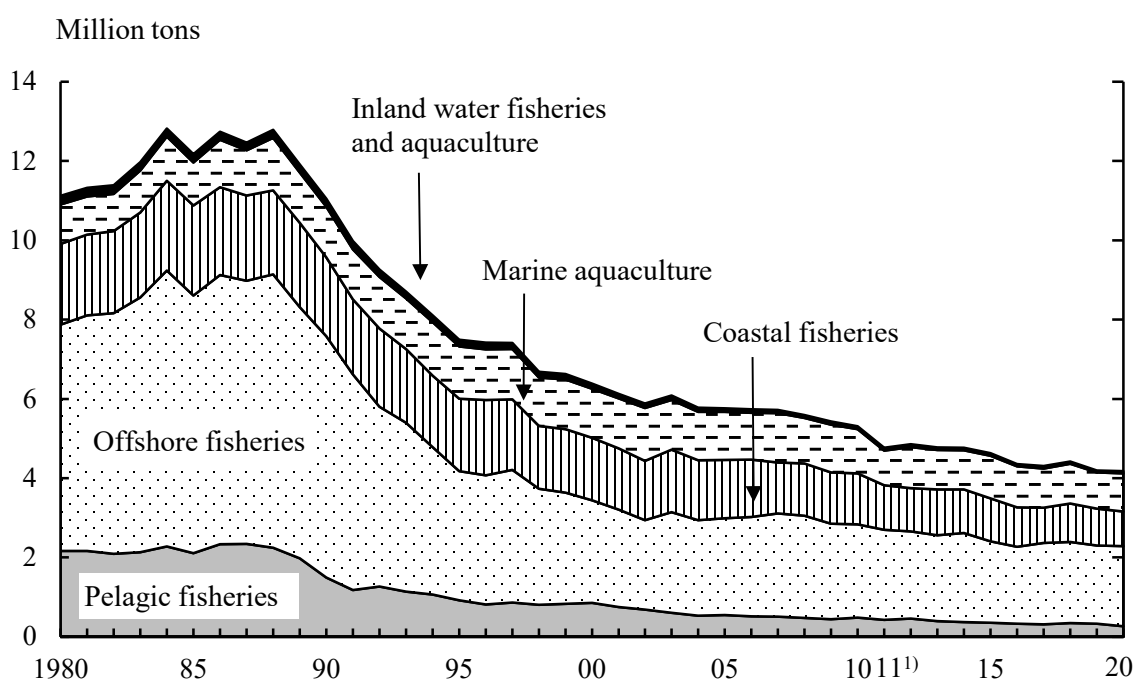 Million tons
14
12
10
8
6
4
2
0
Inland water fisheries
and aquaculture
Marine aquaculture
Coastal fisheries
Offshore fisheries
Pelagic fisheries
1980 85 90 95 00 05 10 11¹⁾ 15 20